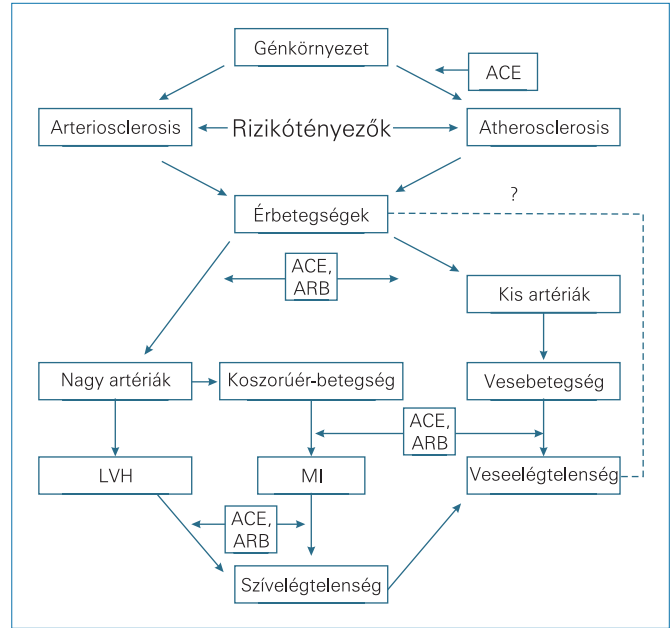 Génkörnyezet
ACE
Arteriosclerosis
Rizikótényezők
Atherosclerosis
?
Érbetegségek
ACE,
ARB
Kis artériák
Nagy artériák
Koszorúér-betegség
Vesebetegség
ACE,
ARB
LVH
MI
Veseelégtelenség
ACE,
ARB
Szívelégtelenség